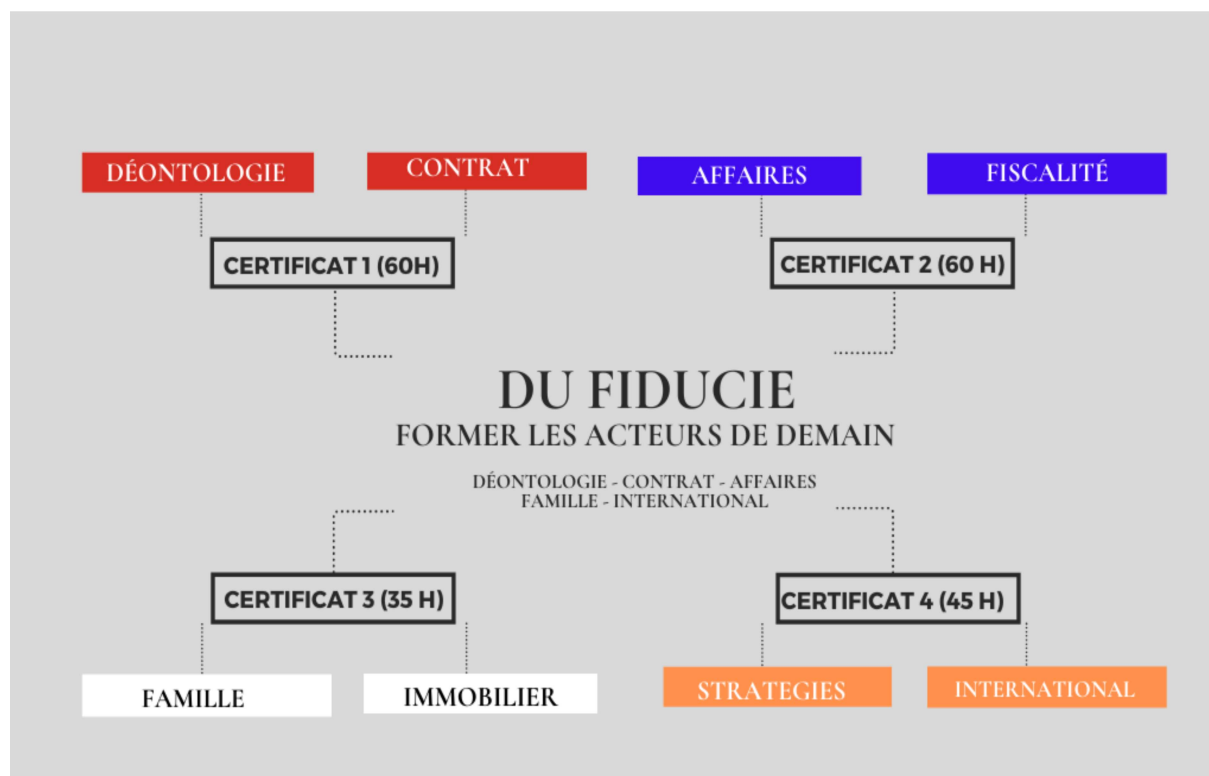 DÉONTOLOGIE
CONTRAT
AFFAIRES
FISCALITÉ
CERTIFICAT 1 (60H)
CERTIFICAT 2 (60 H)
DU FIDUCIE
FORMER LES ACTEURS DE DEMAIN
DÉONTOLOGIE - CONTRAT - AFFAIRES
FAMILLE - INTERNATIONAL
CERTIFICAT 3 (35 H)
CERTIFICAT 4 (45 H)
FAMILLE
IMMOBILIER
STRATEGIES
INTERNATIONAL